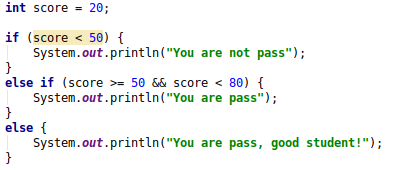 int score = 20;
if (score < 50) {
    System.out.println("You are not pass");
}
else if (score >= 50 && score < 80) {
    System.out.println("You are pass");
}
else {
    System.out.println("You are pass, good student!");
}